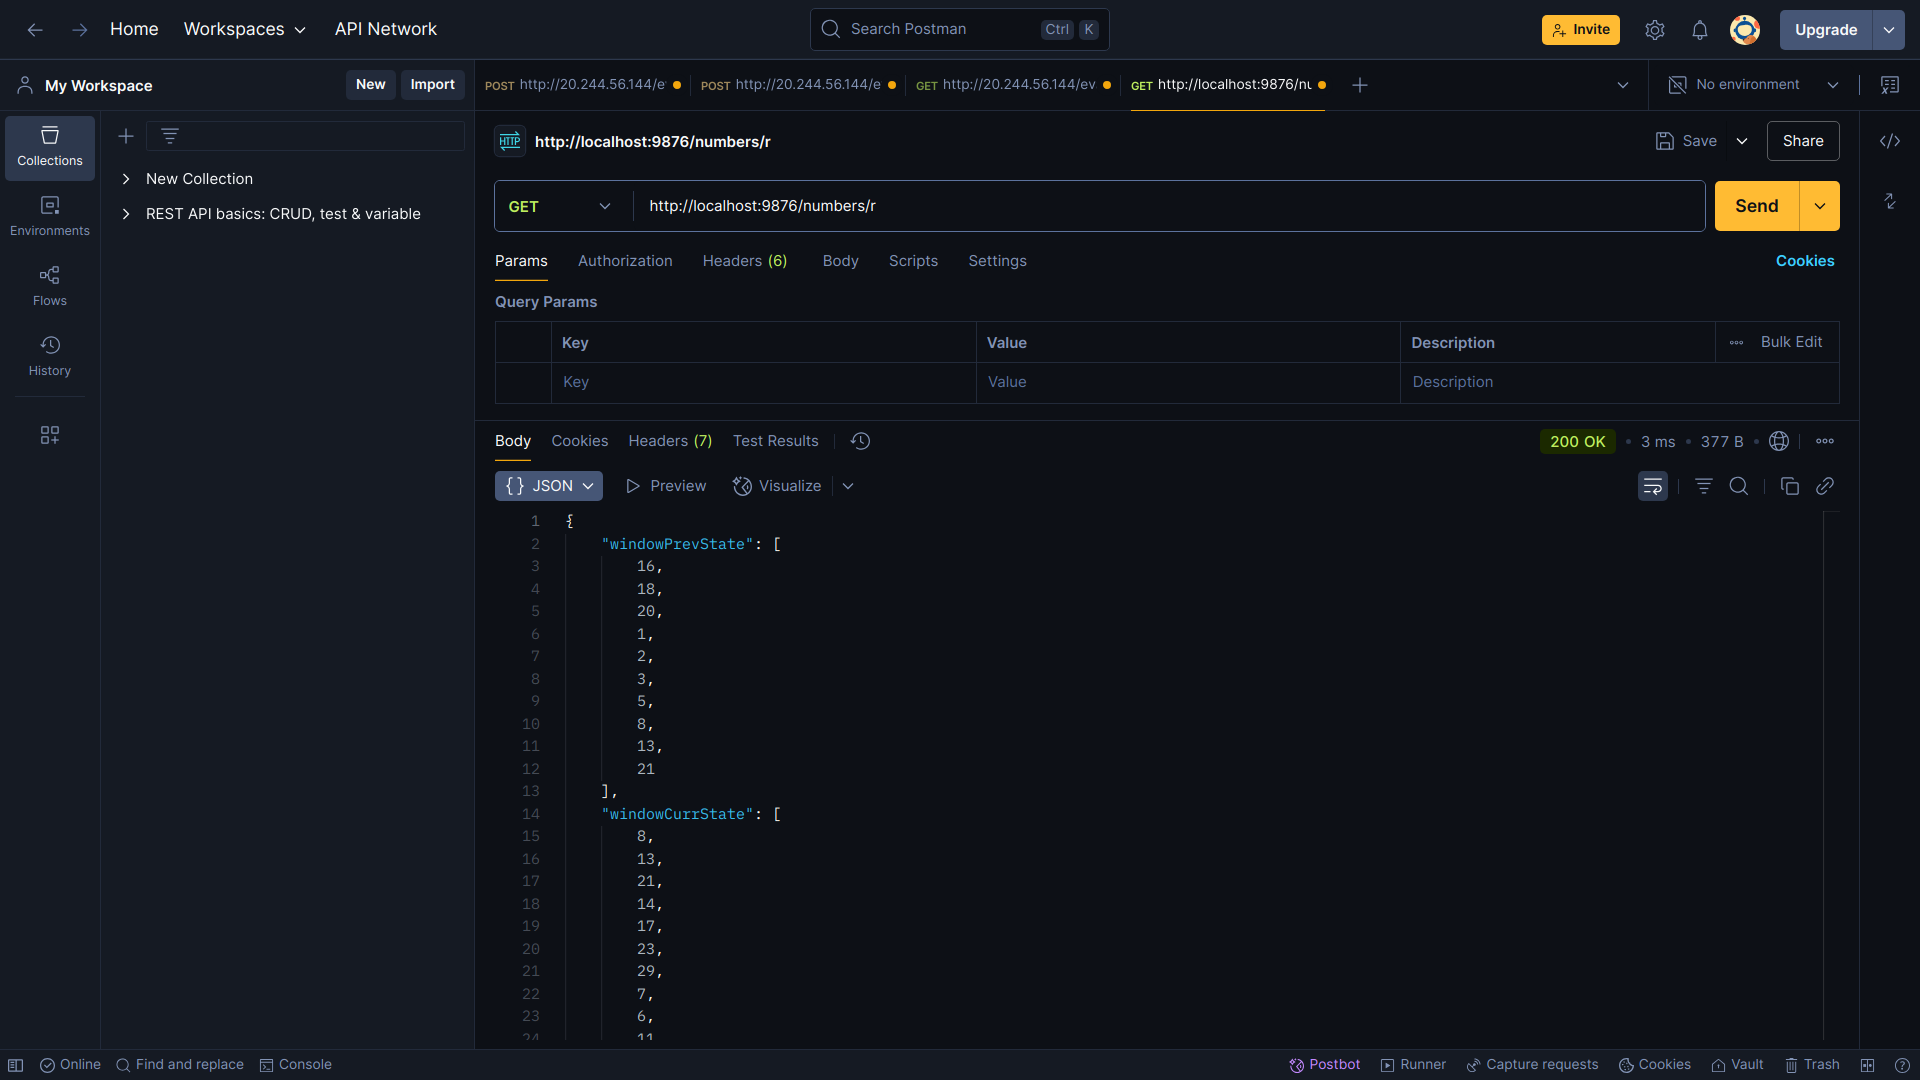 Home
Workspaces
API Network
Search Postman
Ctrl
K
Invite
Upgrade
My Workspace
New
Import
POST http://20.244.56.144/e
POST http://20.244.56.144/e
GET http://20.244.56.144/ev
GET http://localhost:9876/nu
No environment
Collections
Environments
Flows
History
New Collection
REST API basics: CRUD, test & variable
HTTP
http://localhost:9876/numbers/r
Save
Share
GET
http://localhost:9876/numbers/r
Send
Params
Authorization
Headers (6)
Body
Scripts
Settings
Cookies
Query Params
Key
Value
Description
Bulk Edit
Key
Value
Description
Body
Cookies
Headers (7)
Test Results
200 OK
3 ms
377 B
{} JSON
Preview
Visualize
1 {
2 "windowPrevState": [
3 16,
4 18,
5 20,
6 1,
7 2,
8 3,
9 5,
10 8,
11 13,
12 21
13 ],
14 "windowCurrState": [
15 8,
16 13,
17 21,
18 14,
19 17,
20 23,
21 29,
22 7,
23 6,
24 11
Online
Find and replace
Console
Postbot
Runner
Capture requests
Cookies
Vault
Trash